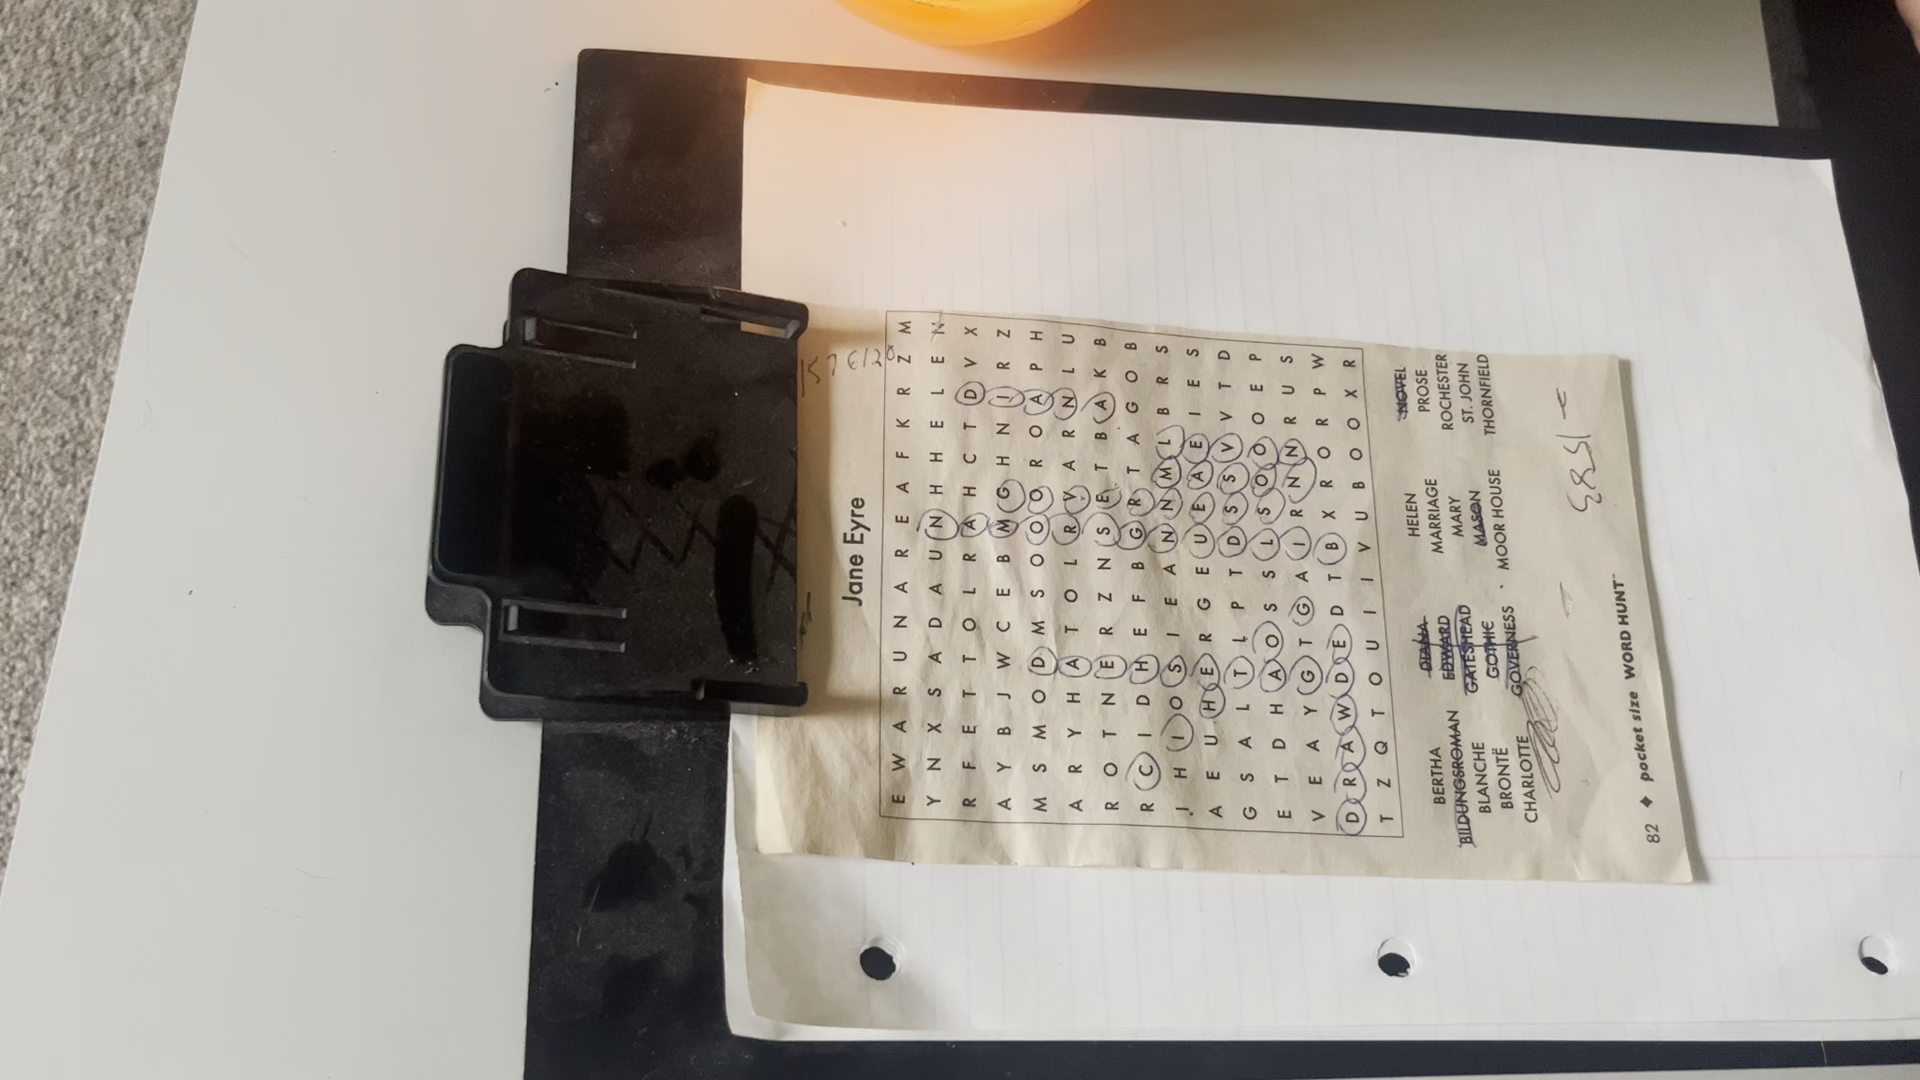 Jane Eyre
E W A R U N A R E A F K R Z M
Y N X S A D A U N H H E L E N
R F E T T O L R A H C T D V X
A Y B J W C E B M G H N I R Z
M S M O D M S O O O R O A P H
A R Y H A T O L R V A R N L U
R O T N E R Z N S E T B A K B
R C I D H E F B G R T A G O B
J H I O S I E A N N M L B R S
A E U H E R G E U E A E I E S
G S A L T L P T D S S V V T D
E T D H A O S S L S O O O E P
V E A Y G T G A I R N N R U S
D R A W D E D T B X R O R P W
T Z Q T O U I I V U B O O X R
BERTHA
BILDUNGSROMAN
BLANCHE
BRONTË
CHARLOTTE
DIANA
EDWARD
GATESHEAD
GOTHIC
GOVERNESS
HELEN
MARRIAGE
MARY
MASON
MOOR HOUSE
NOVEL
PROSE
ROCHESTER
ST. JOHN
THORNFIELD
82 ♦ pocket size WORD HUNT™